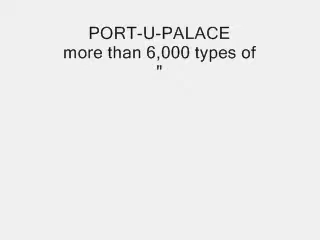 PORT-U-PALACE
more than 6,000 types of
"